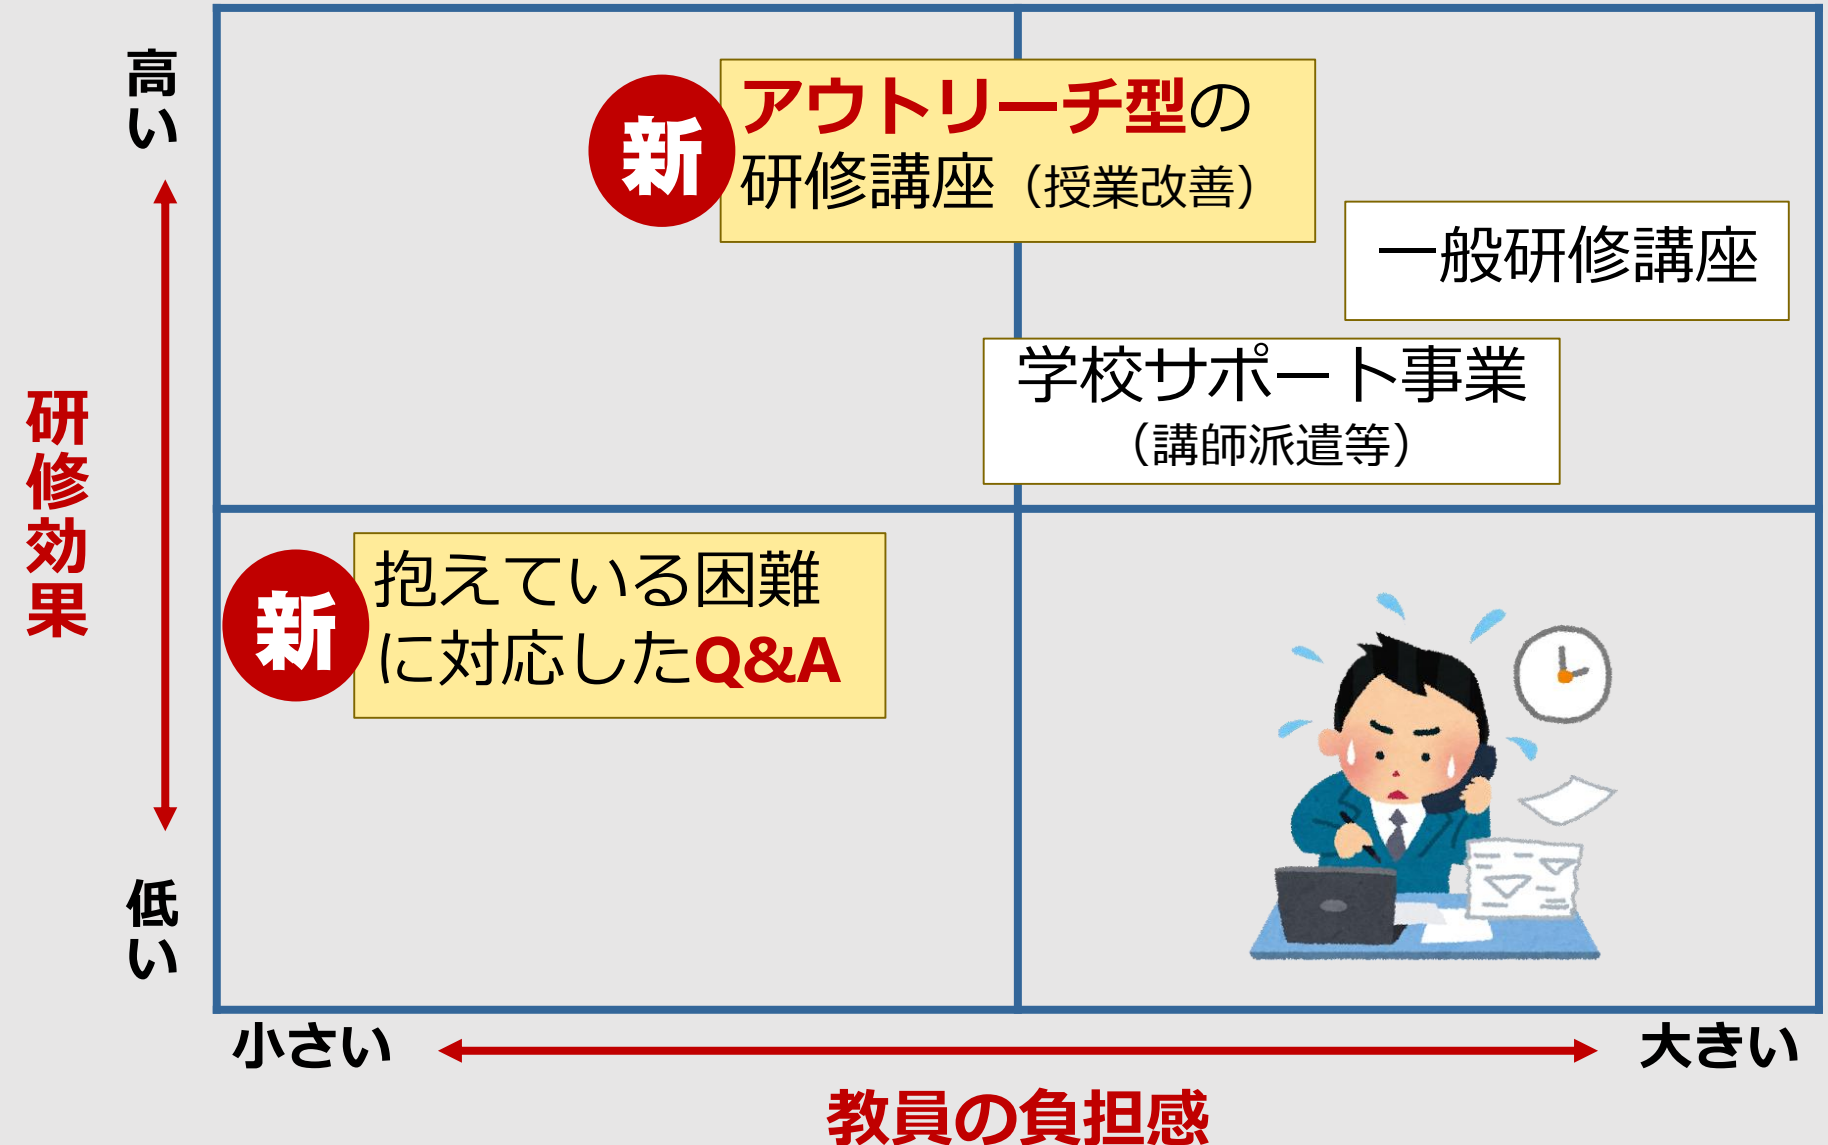 高い
新
アウトリーチ型の
研修講座（授業改善）
一般研修講座
学校サポート事業
（講師派遣等）
研修効果
新
抱えている困難
に対応したQ&A
低い
小さい
大きい
教員の負担感